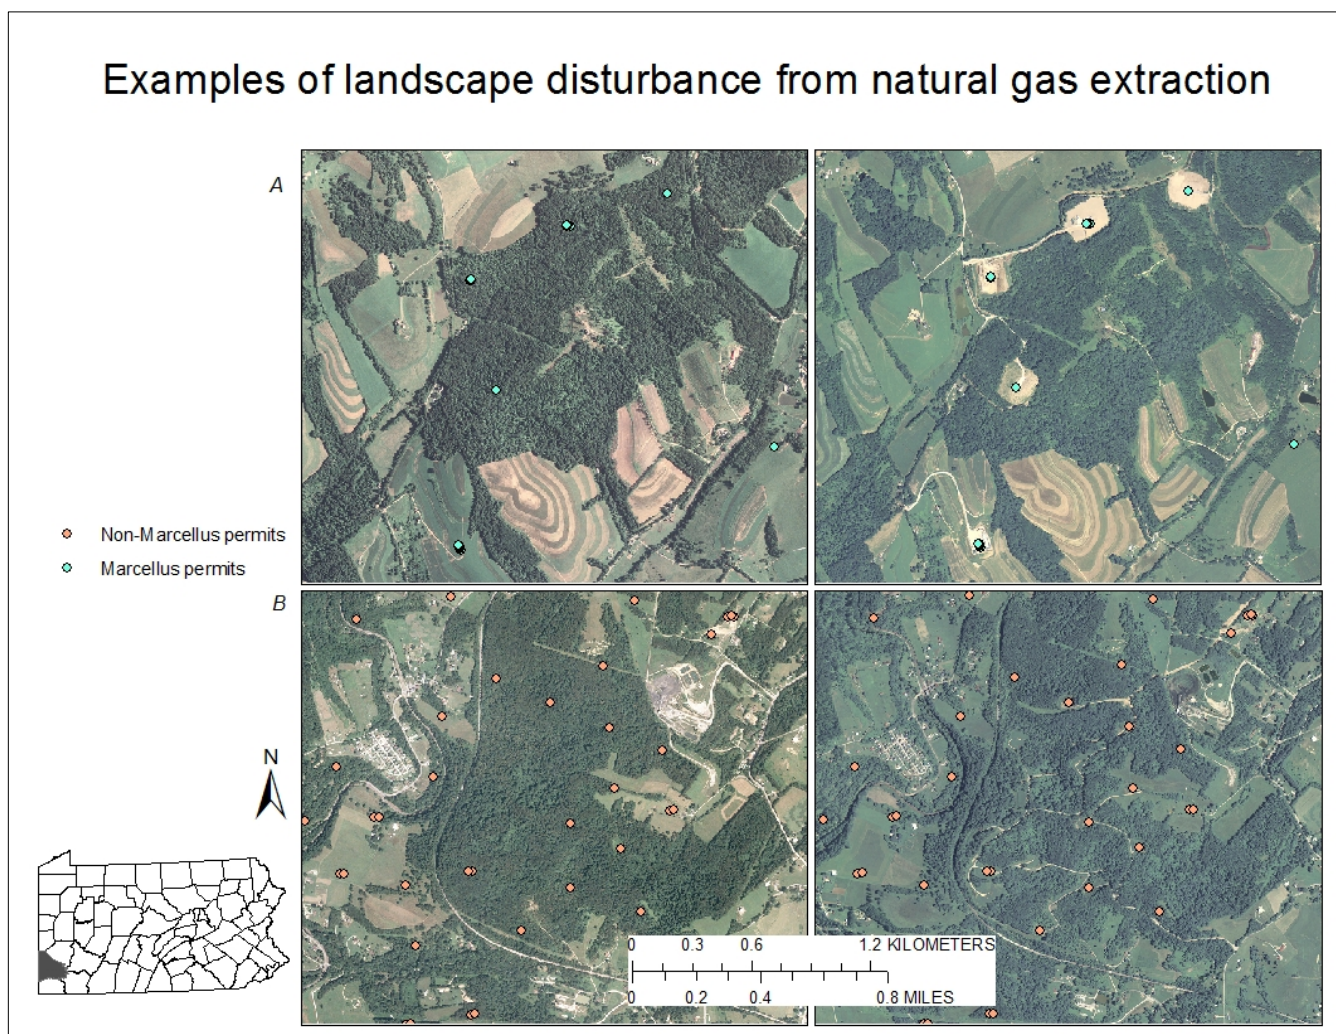 Examples of landscape disturbance from natural gas extraction
A
Non-Marcellus permits
Marcellus permits
B
N
0 0.3 0.6 1.2 KILOMETERS
0 0.2 0.4 0.8 MILES